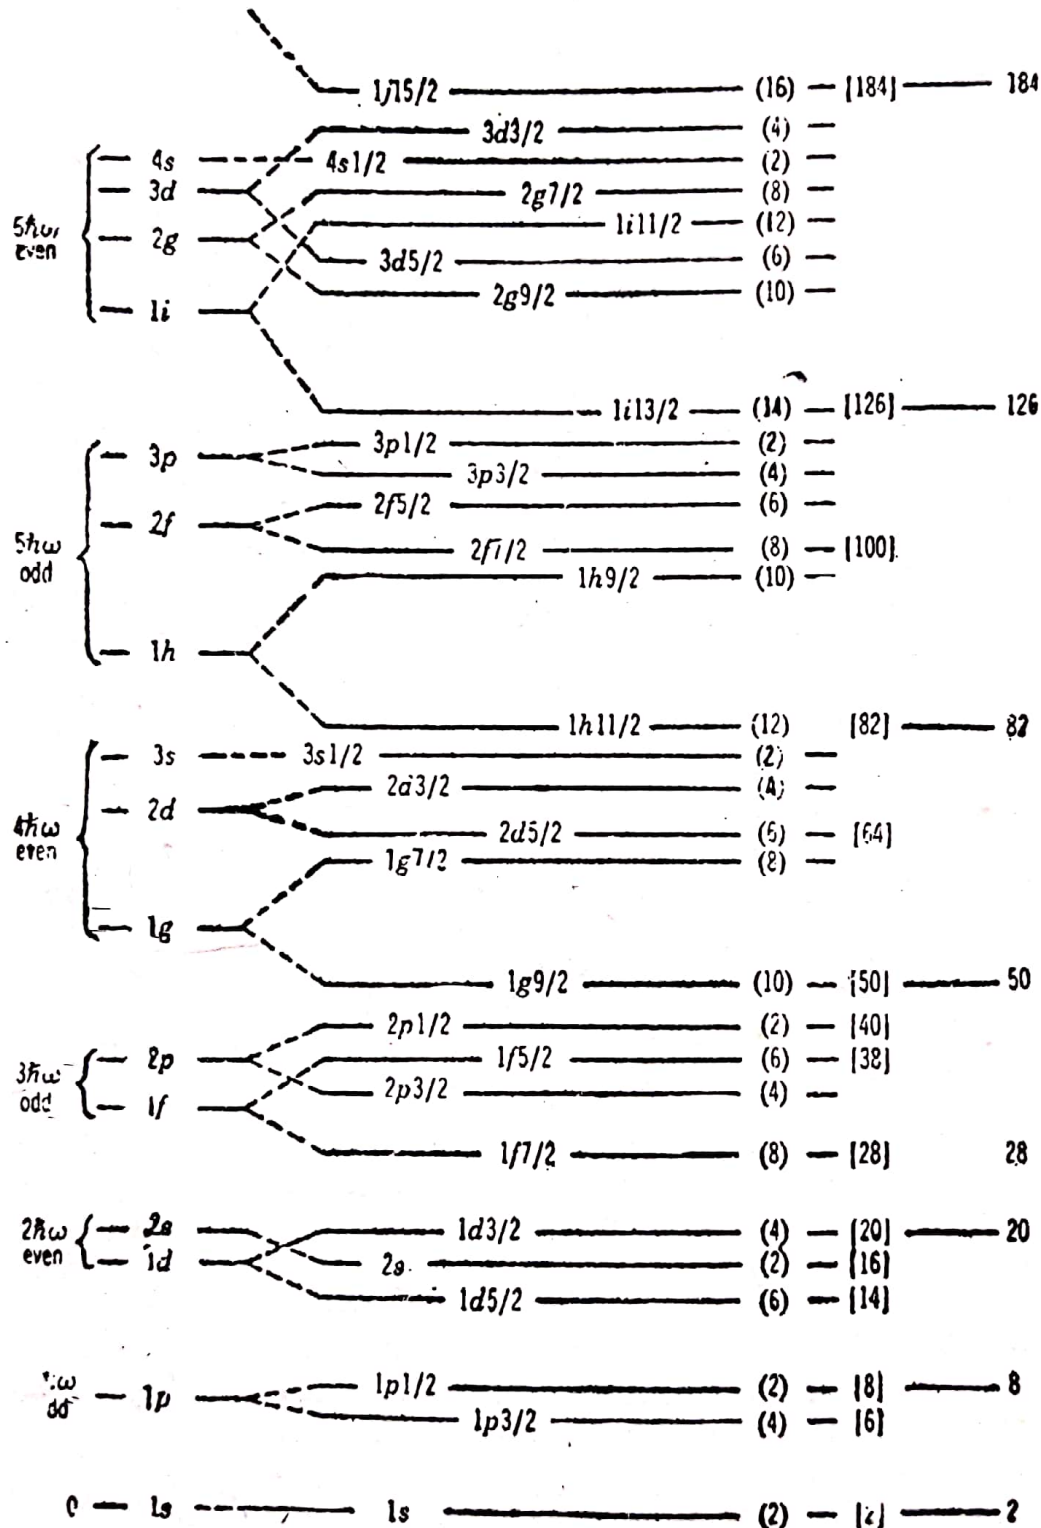 1j15/2 (16) [184] 184
3d3/2 (4)
4s 4s1/2 (2)
3d
2g7/2 (8)
5ħω
even
1i11/2 (12)
2g
3d5/2 (6)
2g9/2 (10)
1i
1i13/2 (14) [126] 126
3p1/2 (2)
3p
3p3/2 (4)
2f5/2 (6)
2f
5ħω
odd
2f7/2 (8) [100]
1h9/2 (10)
1h
1h11/2 (12) [82] 82
3s 3s1/2 (2)
2d3/2 (4)
2d
4ħω
even
2d5/2 (6) [64]
1g7/2 (8)
1g
1g9/2 (10) [50] 50
2p1/2 (2) [40]
2p 1f5/2 (6) [38]
3ħω
odd
2p3/2 (4)
1f
1f7/2 (8) [28] 28
2s 1d3/2 (4) [20] 20
2ħω
even
1d 2s (2) [16]
1d5/2 (6) [14]
1p1/2 (2) [8] 8
ω
1p
1p3/2 (4) [6]
0 1s 1s (2) [2] 2